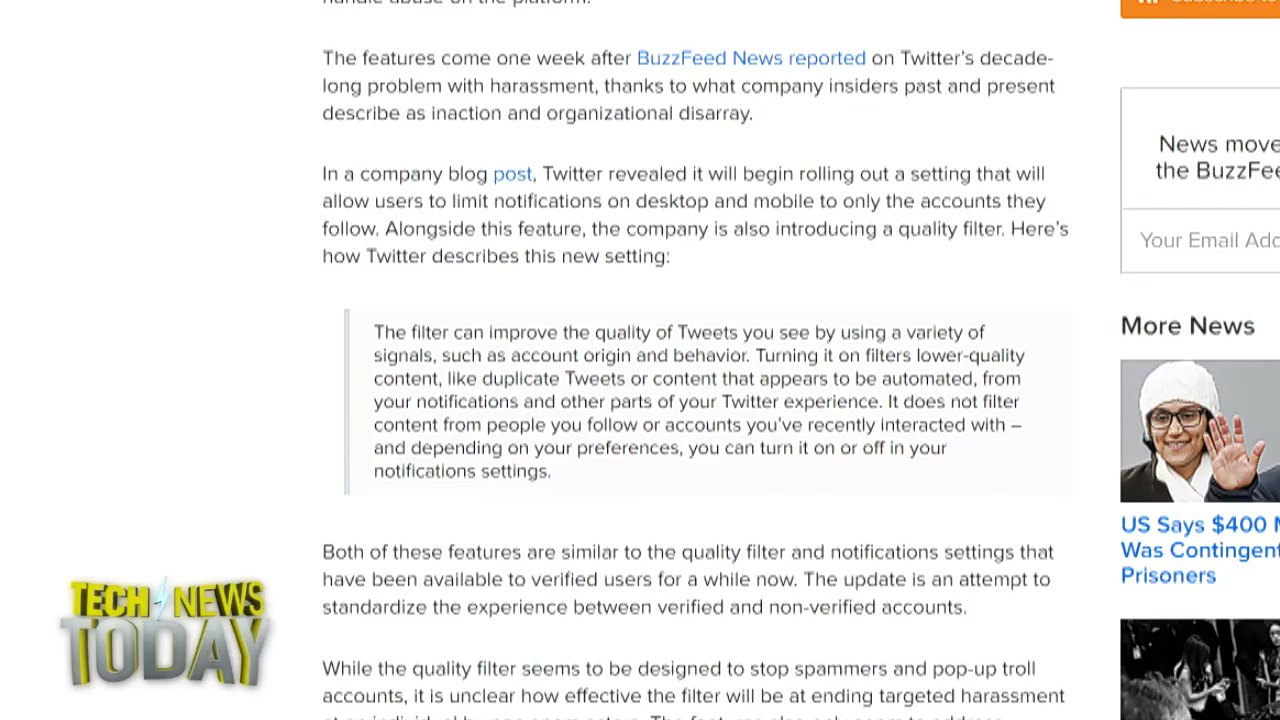 The features come one week after BuzzFeed News reported on Twitter's decade-
long problem with harassment, thanks to what company insiders past and present
describe as inaction and organizational disarray.
In a company blog post, Twitter revealed it will begin rolling out a setting that will
allow users to limit notifications on desktop and mobile to only the accounts they
follow. Alongside this feature, the company is also introducing a quality filter. Here's
how Twitter describes this new setting:
The filter can improve the quality of Tweets you see by using a variety of
signals, such as account origin and behavior. Turning it on filters lower-quality
content, like duplicate Tweets or content that appears to be automated, from
your notifications and other parts of your Twitter experience. It does not filter
content from people you follow or accounts you've recently interacted with –
and depending on your preferences, you can turn it on or off in your
notifications settings.
Both of these features are similar to the quality filter and notifications settings that
have been available to verified users for a while now. The update is an attempt to
standardize the experience between verified and non-verified accounts.
While the quality filter seems to be designed to stop spammers and pop-up troll
accounts, it is unclear how effective the filter will be at ending targeted harassment
News move
the BuzzFee
Your Email Add
More News
US Says $400 M
Was Contingent
Prisoners
TECH NEWS
TODAY